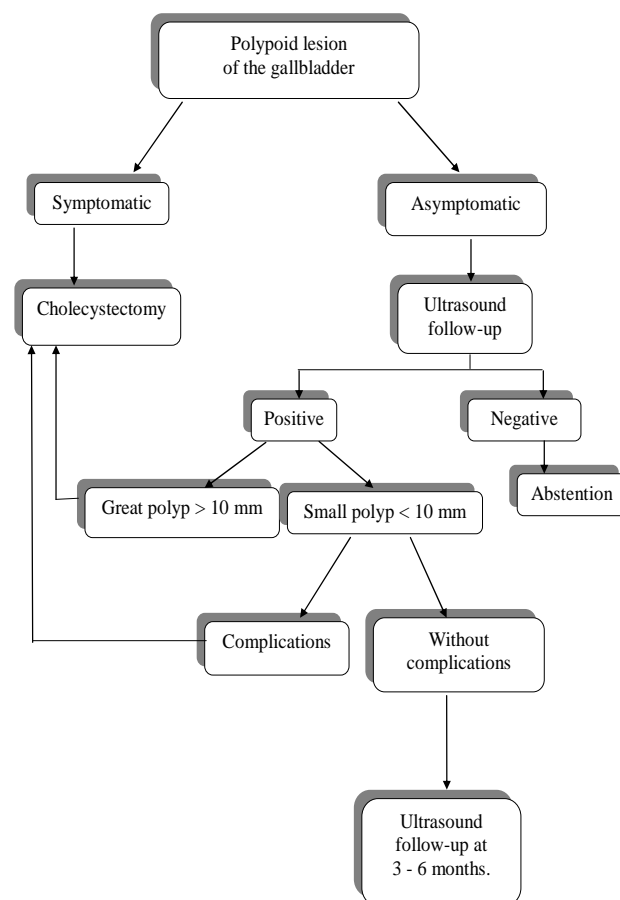 Polypoid lesion
of the gallbladder
Symptomatic
Asymptomatic
Cholecystectomy
Ultrasound
follow-up
Positive
Negative
Great polyp > 10 mm
Small polyp < 10 mm
Abstention
Complications
Without
complications
Ultrasound
follow-up at
3 - 6 months.